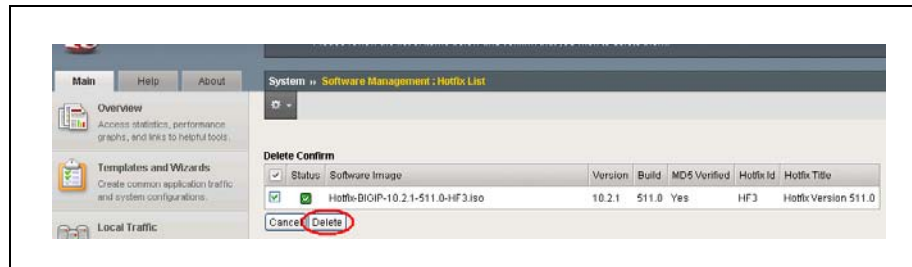 Main Help About
System ›› Software Management : Hotfix List
Overview
Access statistics, performance
graphs, and links to helpful tools.
Templates and Wizards
Create common application traffic
and system configurations.
Local Traffic
Delete Confirm
Status Software Image Version Build MD5 Verified Hotfix Id Hotfix Title
Hotfix-BIGIP-10.2.1-511.0-HF3.iso 10.2.1 511.0 Yes HF3 Hotfix Version 511.0
Cancel Delete